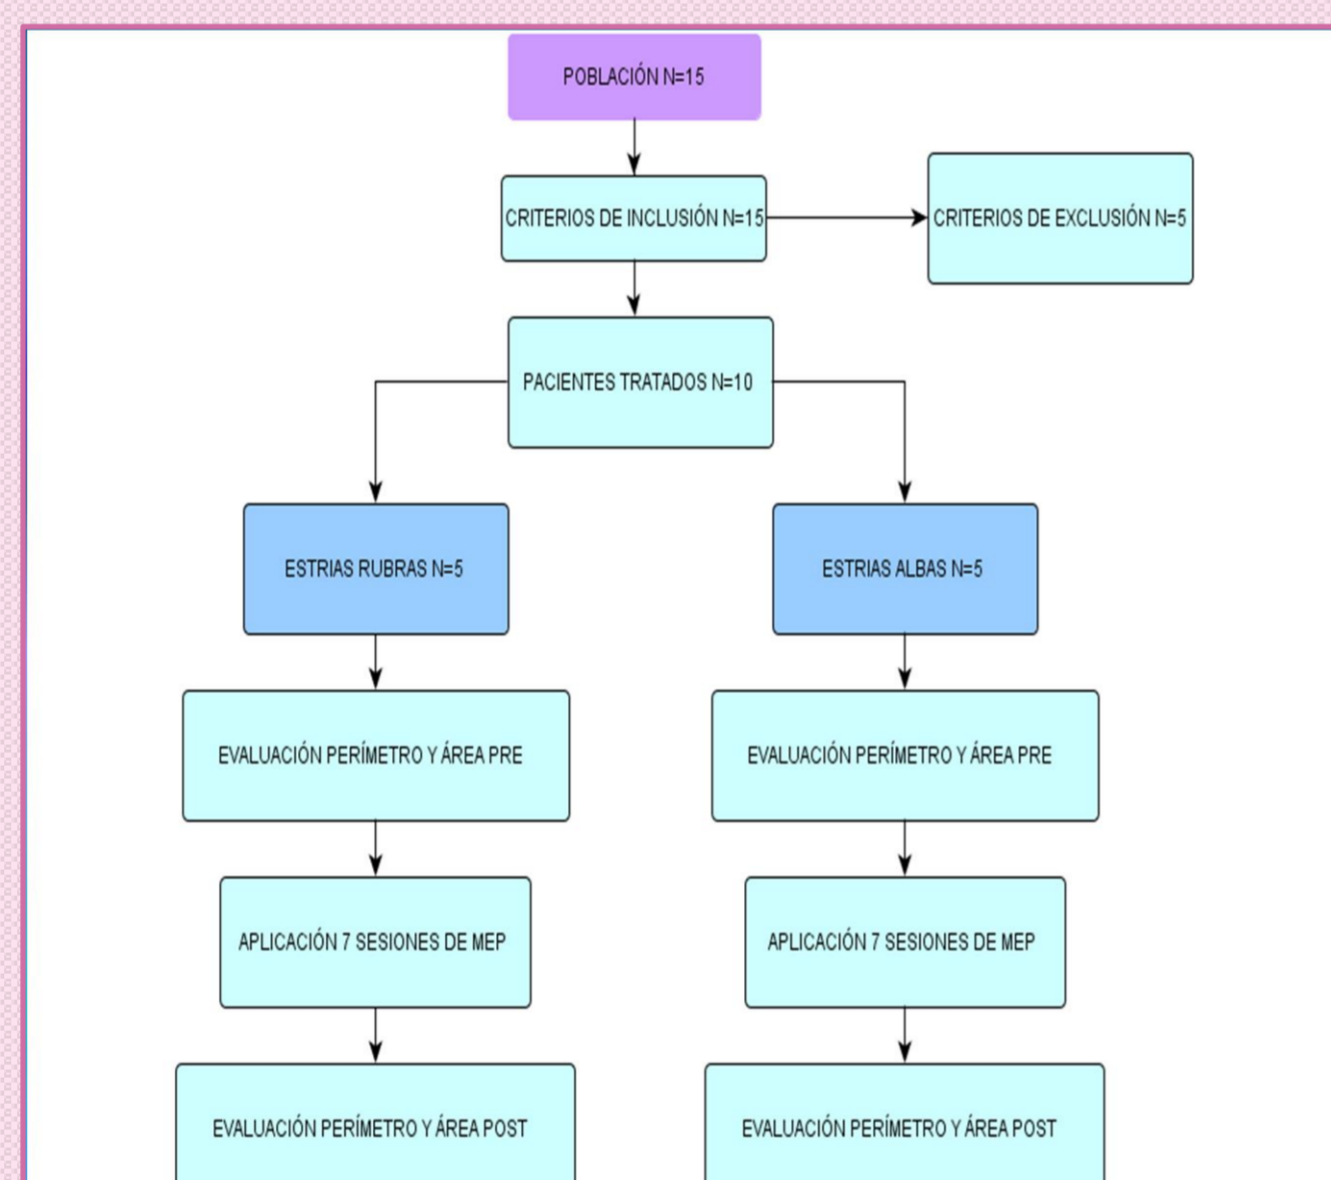 POBLACIÓN N=15
CRITERIOS DE INCLUSIÓN N=15
CRITERIOS DE EXCLUSIÓN N=5
PACIENTES TRATADOS N=10
ESTRIAS RUBRAS N=5
ESTRIAS ALBAS N=5
EVALUACIÓN PERÍMETRO Y ÁREA PRE
EVALUACIÓN PERÍMETRO Y ÁREA PRE
APLICACIÓN 7 SESIONES DE MEP
APLICACIÓN 7 SESIONES DE MEP
EVALUACIÓN PERÍMETRO Y ÁREA POST
EVALUACIÓN PERÍMETRO Y ÁREA POST